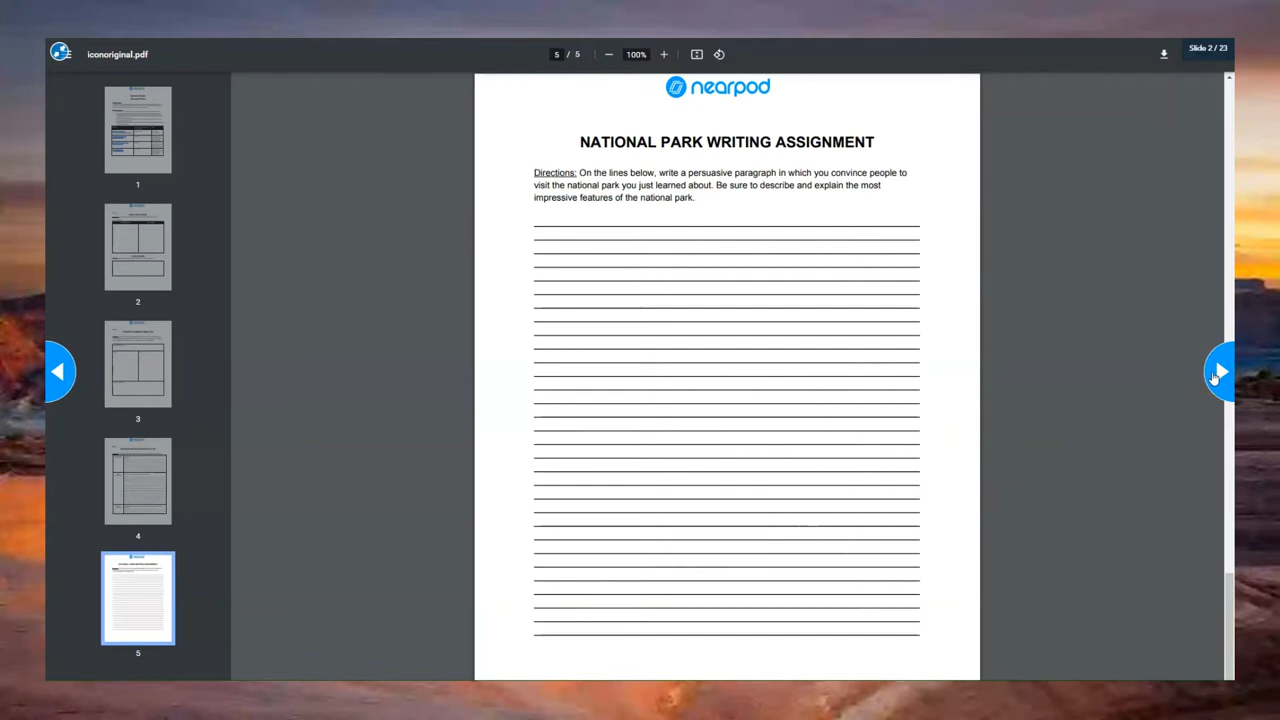 iconoriginal.pdf
5 / 5
100%
Slide 2 / 23
nearpod
NATIONAL PARK WRITING ASSIGNMENT
Directions: On the lines below, write a persuasive paragraph in which you convince people to
visit the national park you just learned about. Be sure to describe and explain the most
impressive features of the national park.
1
2
3
4
5